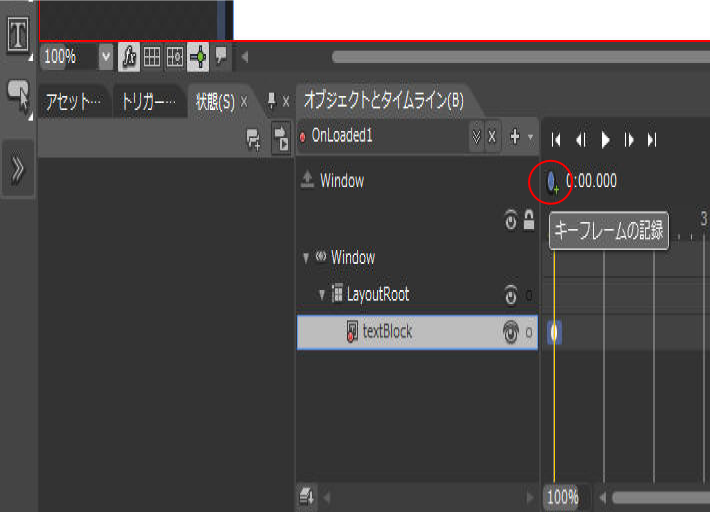 T
100%
fx
アセット…
トリガー…
状態(S) ×
オブジェクトとタイムライン(B)
OnLoaded1
Window
0:00.000
3
キーフレームの記録
Window
LayoutRoot
textBlock
100%